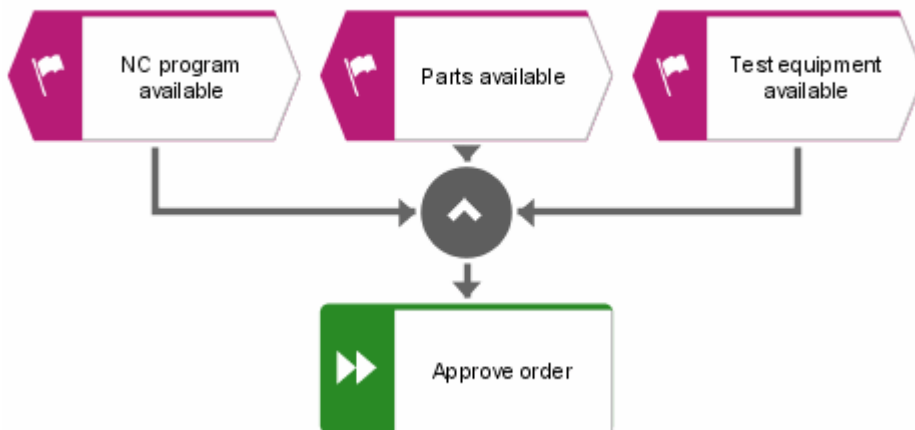 NC program
available
Parts available
Test equipment
available
Approve order